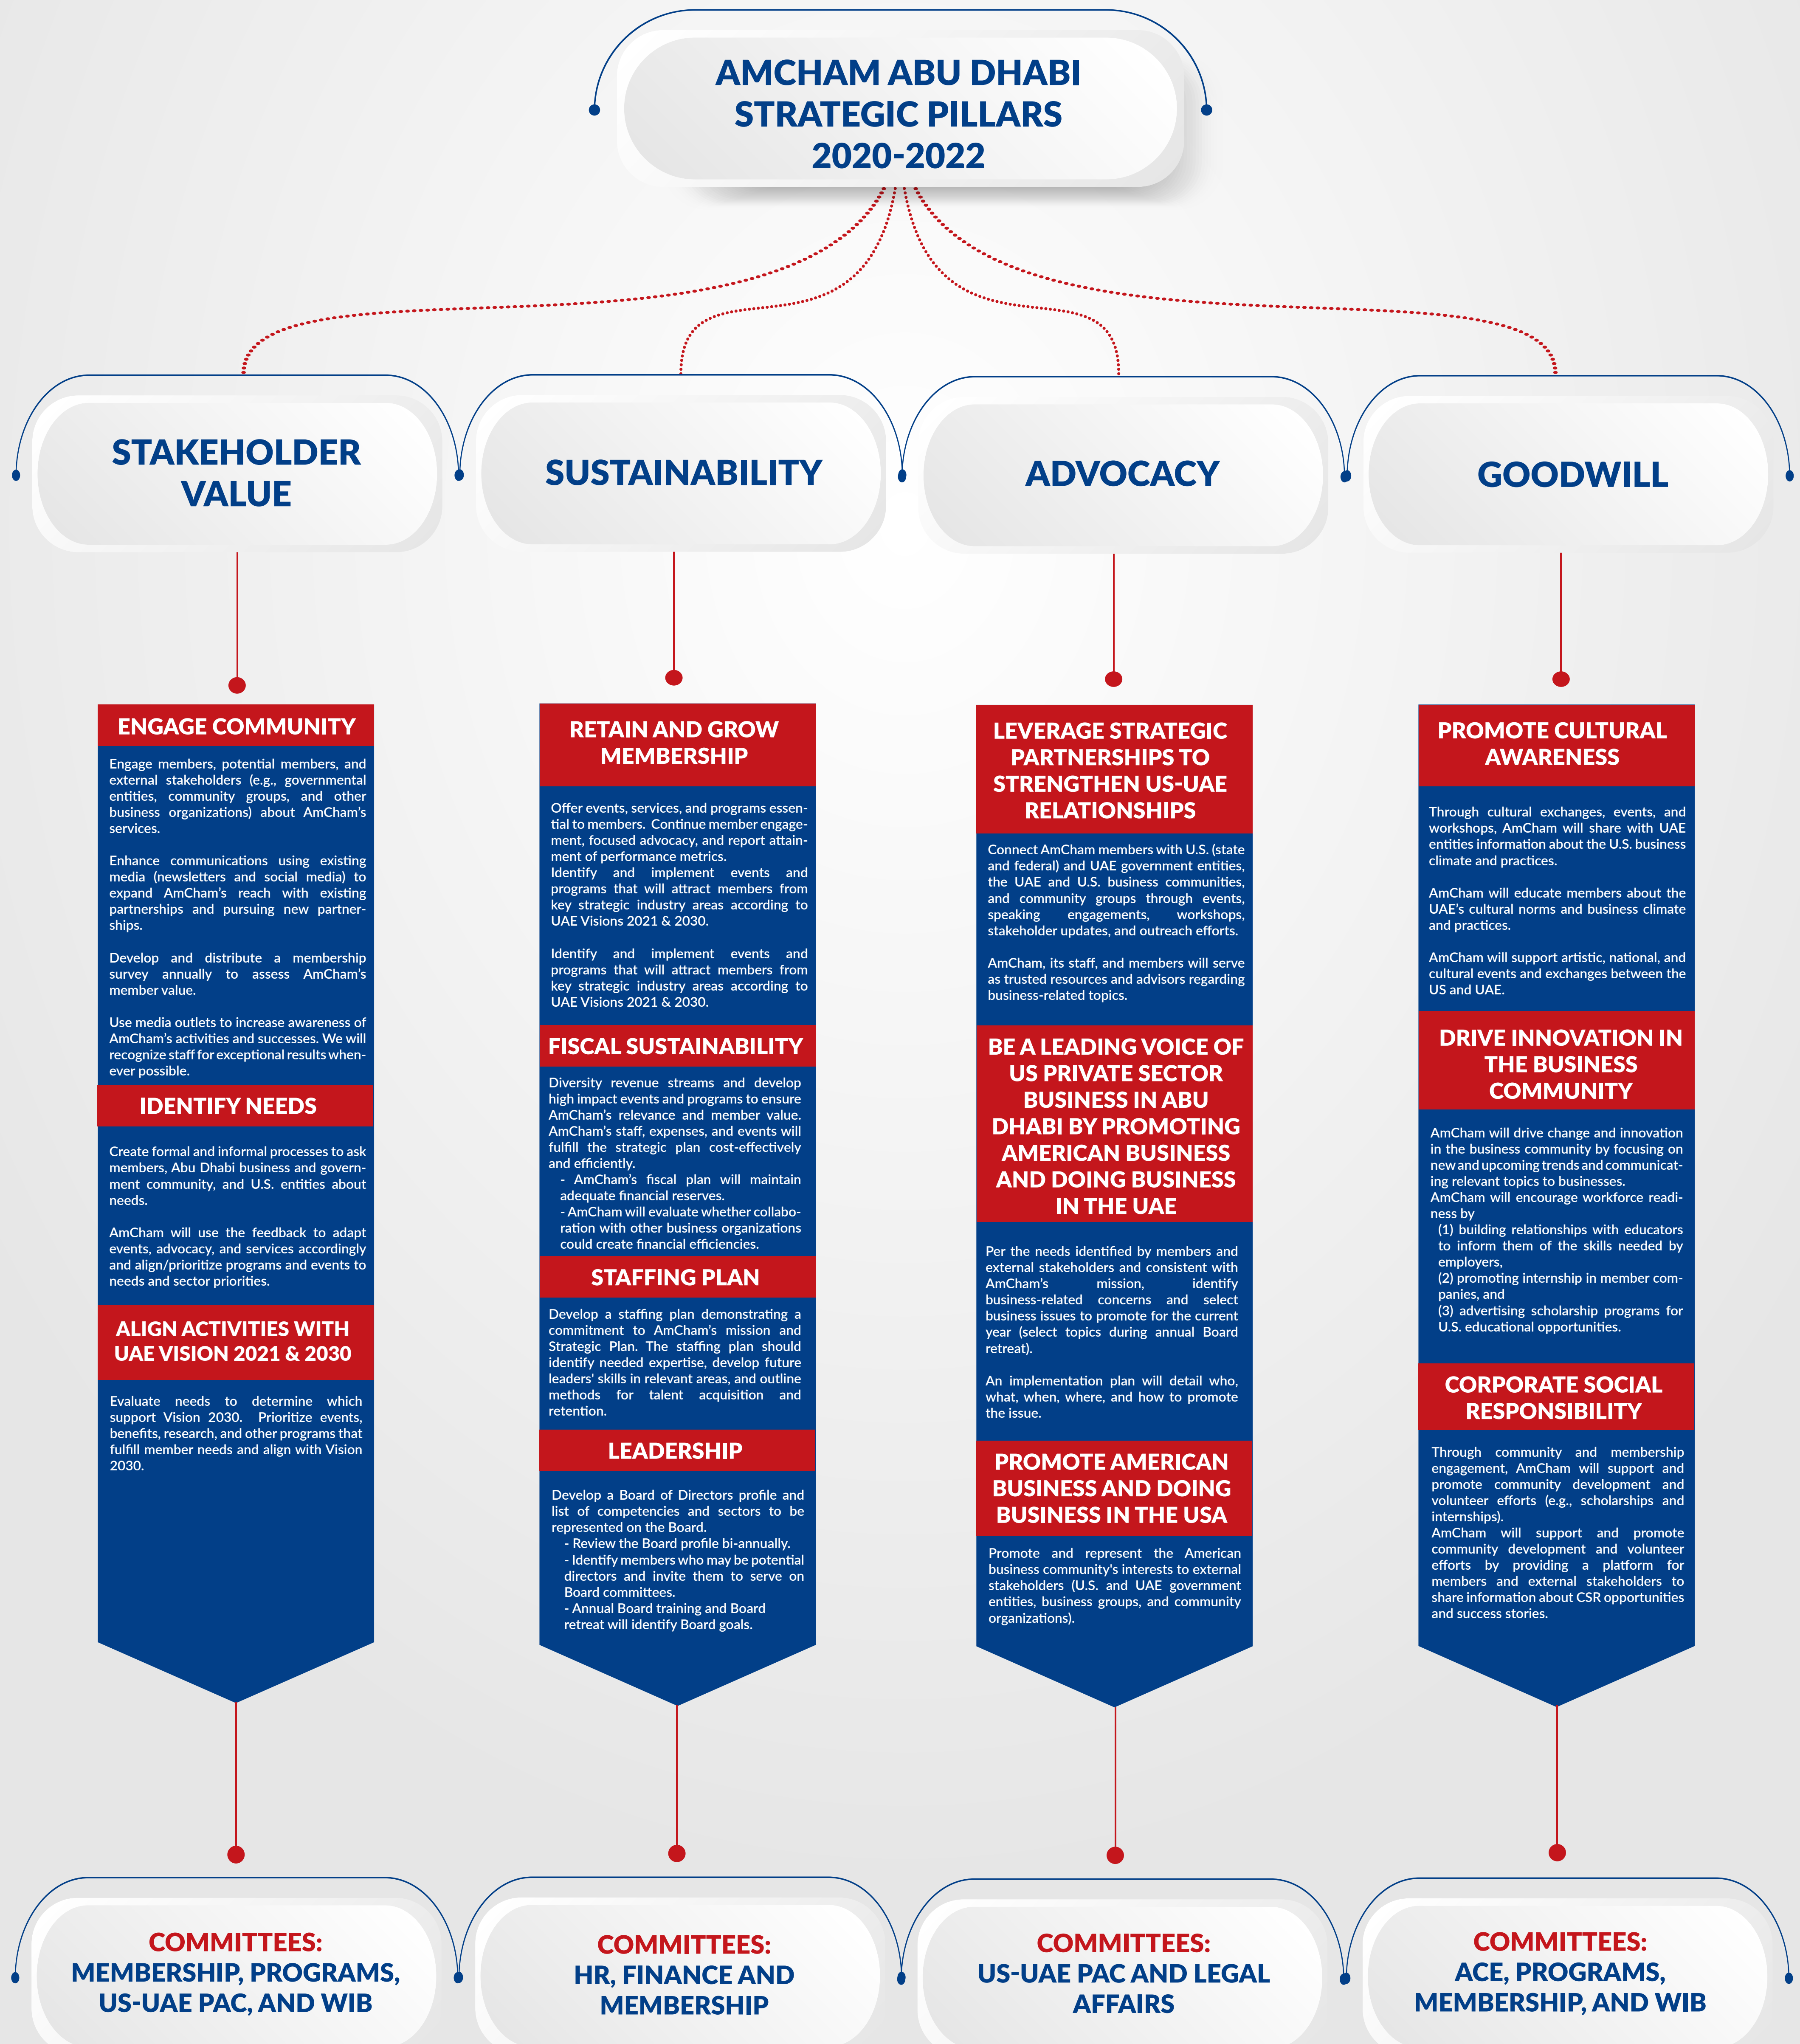 AMCHAM ABU DHABI
STRATEGIC PILLARS
2020-2022
STAKEHOLDER
VALUE
SUSTAINABILITY
ADVOCACY
GOODWILL
ENGAGE COMMUNITY
Engage members, potential members, and
external stakeholders (e.g., governmental
entities, community groups, and other
business organizations) about AmCham's
services.
Enhance communications using existing
media (newsletters and social media) to
expand AmCham's reach with existing
partnerships and pursuing new partner-
ships.
Develop and distribute a membership
survey annually to assess AmCham's
member value.
Use media outlets to increase awareness of
AmCham's activities and successes. We will
recognize staff for exceptional results when-
ever possible.
IDENTIFY NEEDS
Create formal and informal processes to ask
members, Abu Dhabi business and govern-
ment community, and U.S. entities about
needs.
AmCham will use the feedback to adapt
events, advocacy, and services accordingly
and align/prioritize programs and events to
needs and sector priorities.
ALIGN ACTIVITIES WITH
UAE VISION 2021 & 2030
Evaluate needs to determine which
support Vision 2030. Prioritize events,
benefits, research, and other programs that
fulfill member needs and align with Vision
2030.
RETAIN AND GROW
MEMBERSHIP
Offer events, services, and programs essen-
tial to members. Continue member engage-
ment, focused advocacy, and report attain-
ment of performance metrics.
Identify and implement events and
programs that will attract members from
key strategic industry areas according to
UAE Visions 2021 & 2030.
Identify and implement events and
programs that will attract members from
key strategic industry areas according to
UAE Visions 2021 & 2030.
FISCAL SUSTAINABILITY
Diversity revenue streams and develop
high impact events and programs to ensure
AmCham's relevance and member value.
AmCham's staff, expenses, and events will
fulfill the strategic plan cost-effectively
and efficiently.
- AmCham's fiscal plan will maintain
adequate financial reserves.
- AmCham will evaluate whether collabo-
ration with other business organizations
could create financial efficiencies.
STAFFING PLAN
Develop a staffing plan demonstrating a
commitment to AmCham's mission and
Strategic Plan. The staffing plan should
identify needed expertise, develop future
leaders' skills in relevant areas, and outline
methods for talent acquisition and
retention.
LEADERSHIP
Develop a Board of Directors profile and
list of competencies and sectors to be
represented on the Board.
- Review the Board profile bi-annually.
- Identify members who may be potential
directors and invite them to serve on
Board committees.
- Annual Board training and Board
retreat will identify Board goals.
LEVERAGE STRATEGIC
PARTNERSHIPS TO
STRENGTHEN US-UAE
RELATIONSHIPS
Connect AmCham members with U.S. (state
and federal) and UAE government entities,
the UAE and U.S. business communities,
and community groups through events,
speaking engagements, workshops,
stakeholder updates, and outreach efforts.
AmCham, its staff, and members will serve
as trusted resources and advisors regarding
business-related topics.
BE A LEADING VOICE OF
US PRIVATE SECTOR
BUSINESS IN ABU
DHABI BY PROMOTING
AMERICAN BUSINESS
AND DOING BUSINESS
IN THE UAE
Per the needs identified by members and
external stakeholders and consistent with
AmCham's mission, identify
business-related concerns and select
business issues to promote for the current
year (select topics during annual Board
retreat).
An implementation plan will detail who,
what, when, where, and how to promote
the issue.
PROMOTE AMERICAN
BUSINESS AND DOING
BUSINESS IN THE USA
Promote and represent the American
business community's interests to external
stakeholders (U.S. and UAE government
entities, business groups, and community
organizations).
PROMOTE CULTURAL
AWARENESS
Through cultural exchanges, events, and
workshops, AmCham will share with UAE
entities information about the U.S. business
climate and practices.
AmCham will educate members about the
UAE's cultural norms and business climate
and practices.
AmCham will support artistic, national, and
cultural events and exchanges between the
US and UAE.
DRIVE INNOVATION IN
THE BUSINESS
COMMUNITY
AmCham will drive change and innovation
in the business community by focusing on
new and upcoming trends and communicat-
ing relevant topics to businesses.
AmCham will encourage workforce readi-
ness by
(1) building relationships with educators
to inform them of the skills needed by
employers,
(2) promoting internship in member com-
panies, and
(3) advertising scholarship programs for
U.S. educational opportunities.
CORPORATE SOCIAL
RESPONSIBILITY
Through community and membership
engagement, AmCham will support and
promote community development and
volunteer efforts (e.g., scholarships and
internships).
AmCham will support and promote
community development and volunteer
efforts by providing a platform for
members and external stakeholders to
share information about CSR opportunities
and success stories.
COMMITTEES:
MEMBERSHIP, PROGRAMS,
US-UAE PAC, AND WIB
COMMITTEES:
HR, FINANCE AND
MEMBERSHIP
COMMITTEES:
US-UAE PAC AND LEGAL
AFFAIRS
COMMITTEES:
ACE, PROGRAMS,
MEMBERSHIP, AND WIB